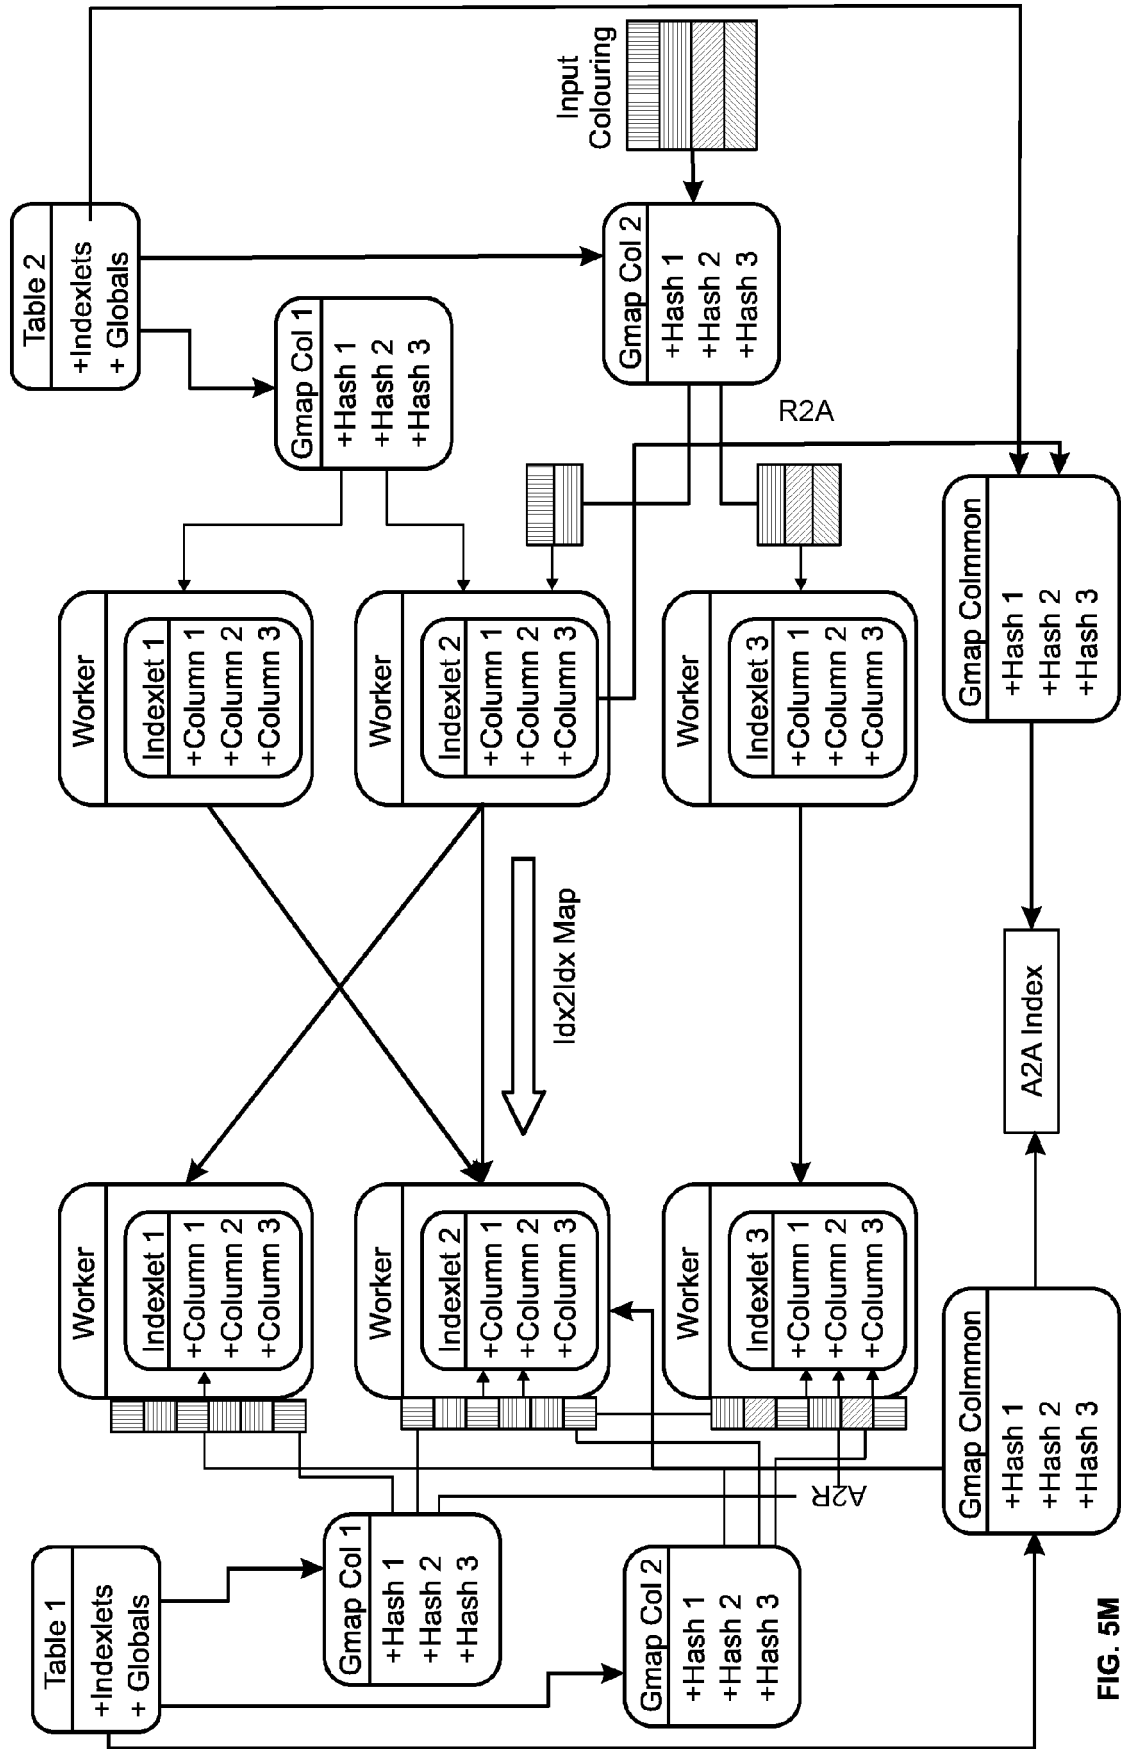 Table 1
+Indexlets
+ Globals
Gmap Col 1
+Hash 1
+Hash 2
+Hash 3
Gmap Col 2
+Hash 1
+Hash 2
+Hash 3
A2R
Gmap Colmmon
+Hash 1
+Hash 2
+Hash 3
Worker
Indexlet 1
+Column 1
+Column 2
+Column 3
Worker
Indexlet 2
+Column 1
+Column 2
+Column 3
Worker
Indexlet 3
+Column 1
+Column 2
+Column 3
Idx2Idx Map
A2A Index
Worker
Indexlet 1
+Column 1
+Column 2
+Column 3
Worker
Indexlet 2
+Column 1
+Column 2
+Column 3
Worker
Indexlet 3
+Column 1
+Column 2
+Column 3
Gmap Colmmon
+Hash 1
+Hash 2
+Hash 3
R2A
Table 2
+Indexlets
+ Globals
Gmap Col 1
+Hash 1
+Hash 2
+Hash 3
Gmap Col 2
+Hash 1
+Hash 2
+Hash 3
Input
Colouring
FIG. 5M